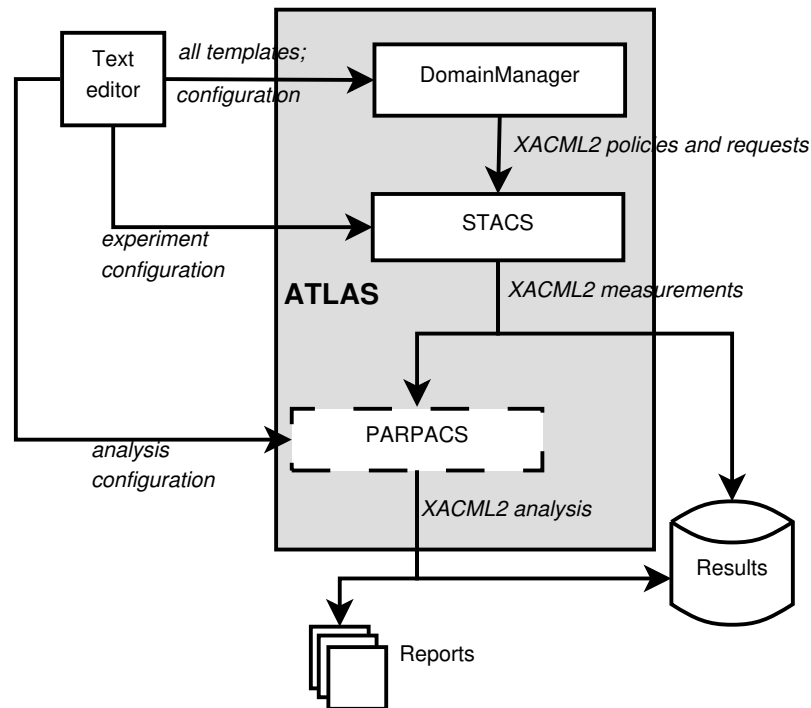 Text
editor
all templates;
configuration
DomainManager
XACML2 policies and requests
STACS
experiment
configuration
ATLAS
XACML2 measurements
PARPACS
analysis
configuration
XACML2 analysis
Results
Reports